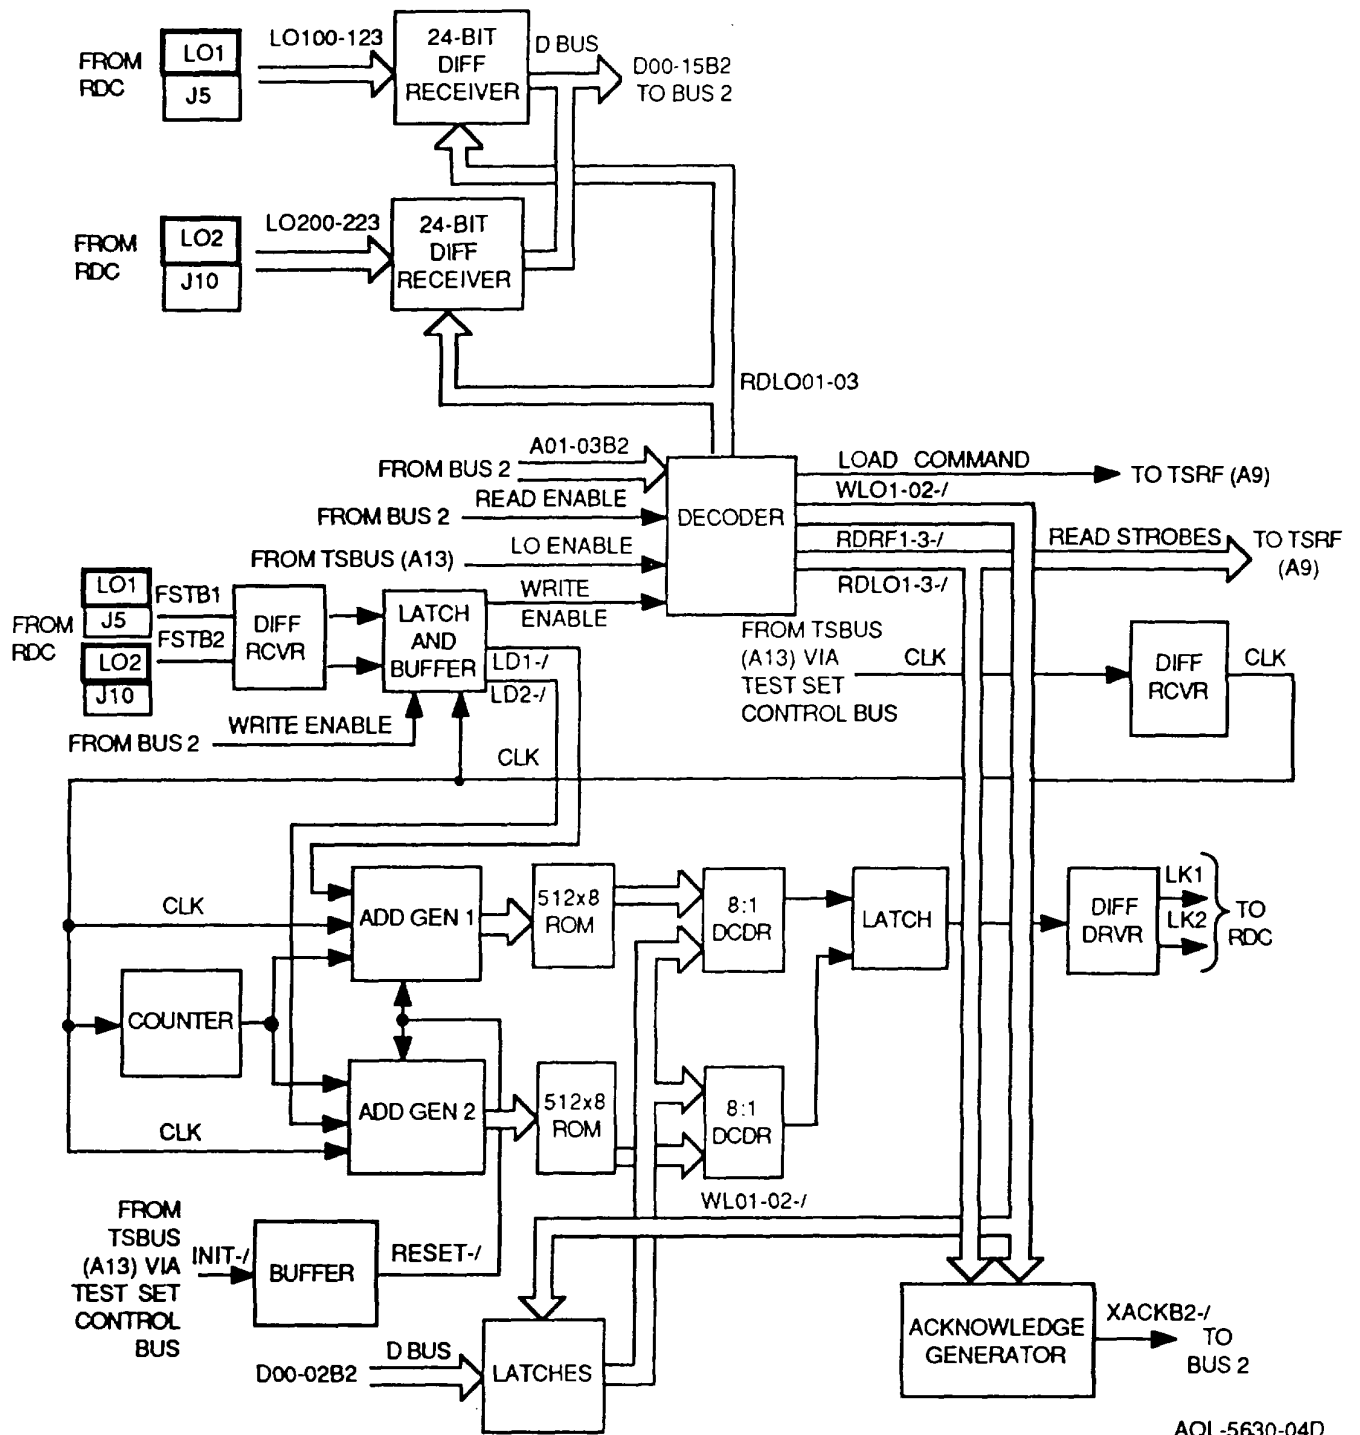 LO100-123
24-BIT
DIFF
RECEIVER
D BUS
FROM
RDC
LO1
J5
D00-15B2
TO BUS 2
LO200-223
24-BIT
DIFF
RECEIVER
FROM
RDC
LO2
J10
RDLO01-03
A01-03B2
FROM BUS 2
READ ENABLE
FROM BUS 2
LO ENABLE
FROM TSBUS (A13)
WRITE
ENABLE
DECODER
LOAD COMMAND
TO TSRF (A9)
WLO1-02-/
RDRF1-3-/
READ STROBES
TO TSRF
(A9)
RDLO1-3-/
LO1
J5
FROM
RDC
LO2
J10
FSTB1
FSTB2
DIFF
RCVR
LATCH
AND
BUFFER
LD1-/
LD2-/
WRITE ENABLE
FROM BUS 2
FROM TSBUS
(A13) VIA
TEST SET
CONTROL BUS
CLK
DIFF
RCVR
CLK
CLK
CLK
ADD GEN 1
512x8
ROM
8:1
DCDR
LATCH
DIFF
DRVR
LK1
LK2
TO
RDC
COUNTER
CLK
ADD GEN 2
512x8
ROM
8:1
DCDR
WL01-02-/
FROM
TSBUS
(A13) VIA
TEST SET
CONTROL
BUS
INIT-/
BUFFER
RESET-/
D BUS
D00-02B2
LATCHES
ACKNOWLEDGE
GENERATOR
XACKB2-/
TO
BUS 2
AQL-5630-04D